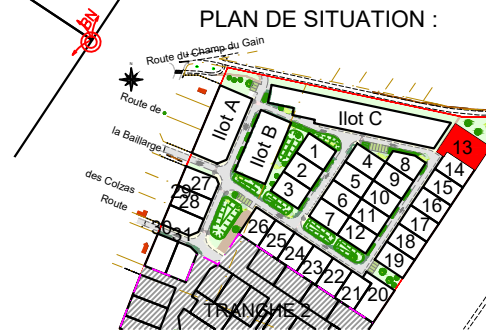 PLAN DE SITUATION :
BN
N
Route du Champ du Gain
Route de
la Baillarge
des Colzas
Route
Ilot A
Ilot B
Ilot C
1
2
3
4
5
6
7
8
9
10
11
12
13
14
15
16
17
18
19
20
21
22
23
24
25
26
27
28
29
30
31
TRANCHE 2